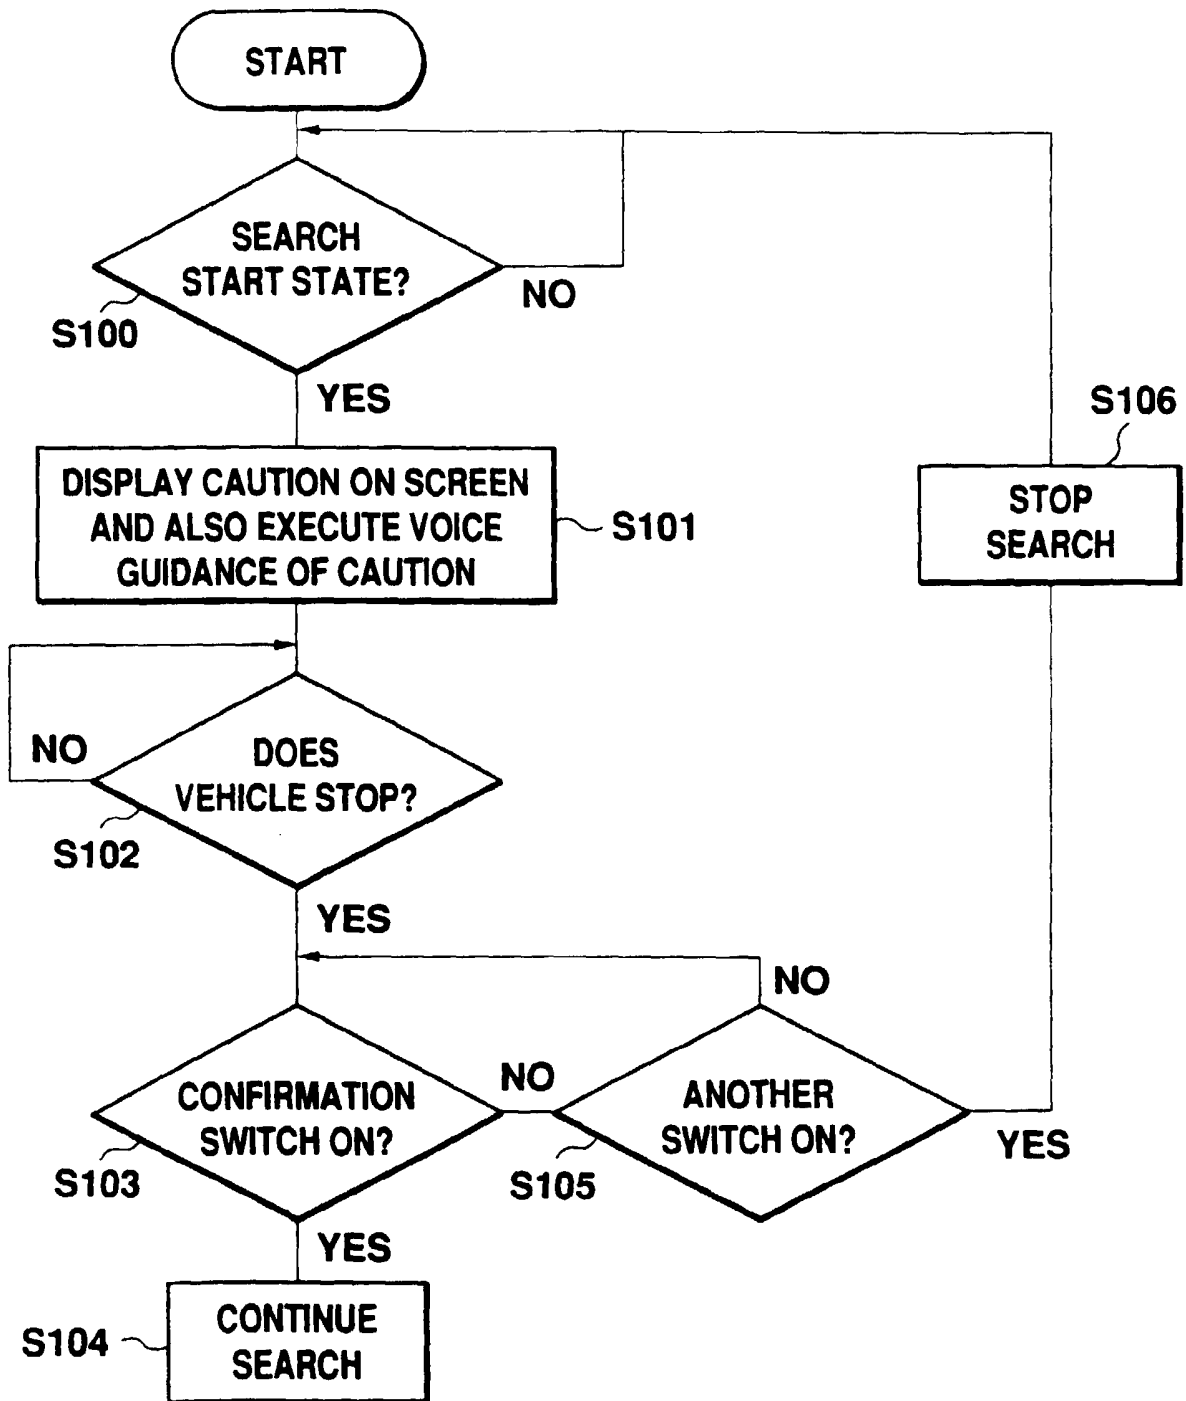 START
SEARCH
START STATE?
NO
S100
YES
S106
DISPLAY CAUTION ON SCREEN
AND ALSO EXECUTE VOICE
GUIDANCE OF CAUTION
S101
STOP
SEARCH
NO
DOES
VEHICLE STOP?
S102
YES
NO
CONFIRMATION
SWITCH ON?
NO
ANOTHER
SWITCH ON?
YES
S103
S105
YES
S104
CONTINUE
SEARCH